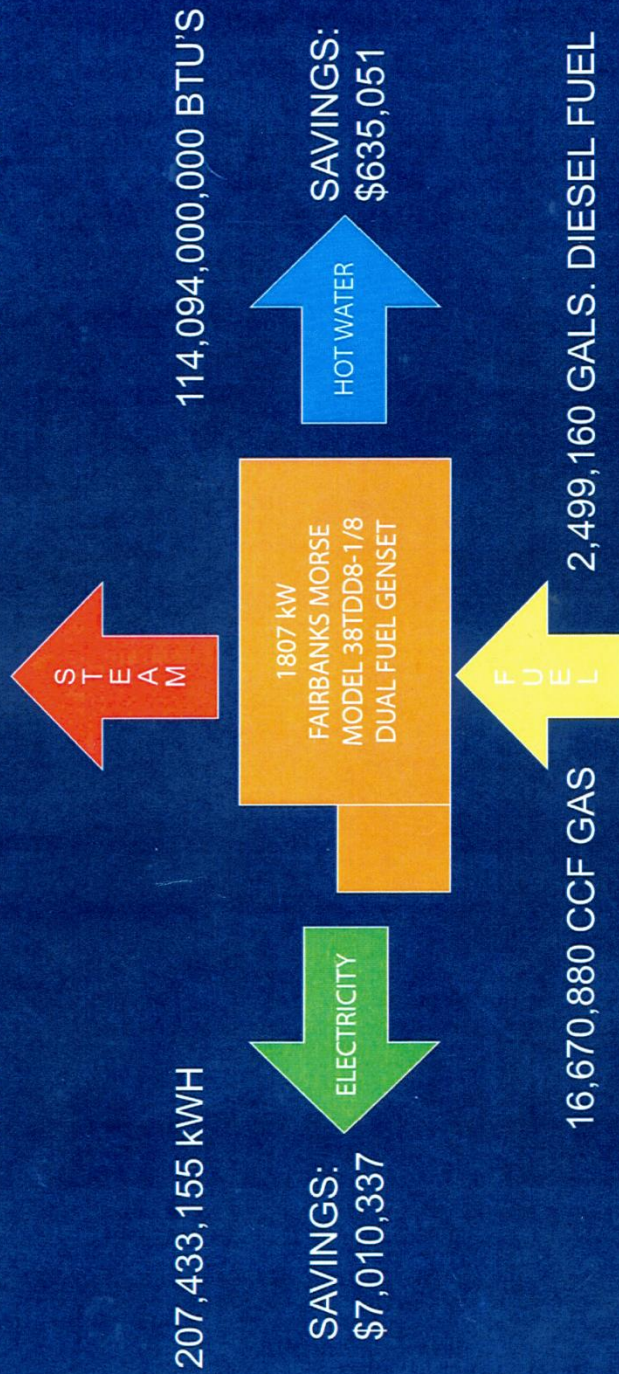 STEAM
207,433,155 kWH
114,094,000,000 BTU'S
SAVINGS:
$7,010,337
ELECTRICITY
1807 kW
FAIRBANKS MORSE
MODEL 38TDD8-1/8
DUAL FUEL GENSET
HOT WATER
SAVINGS:
$635,051
FUEL
16,670,880 CCF GAS
2,499,160 GALS. DIESEL FUEL